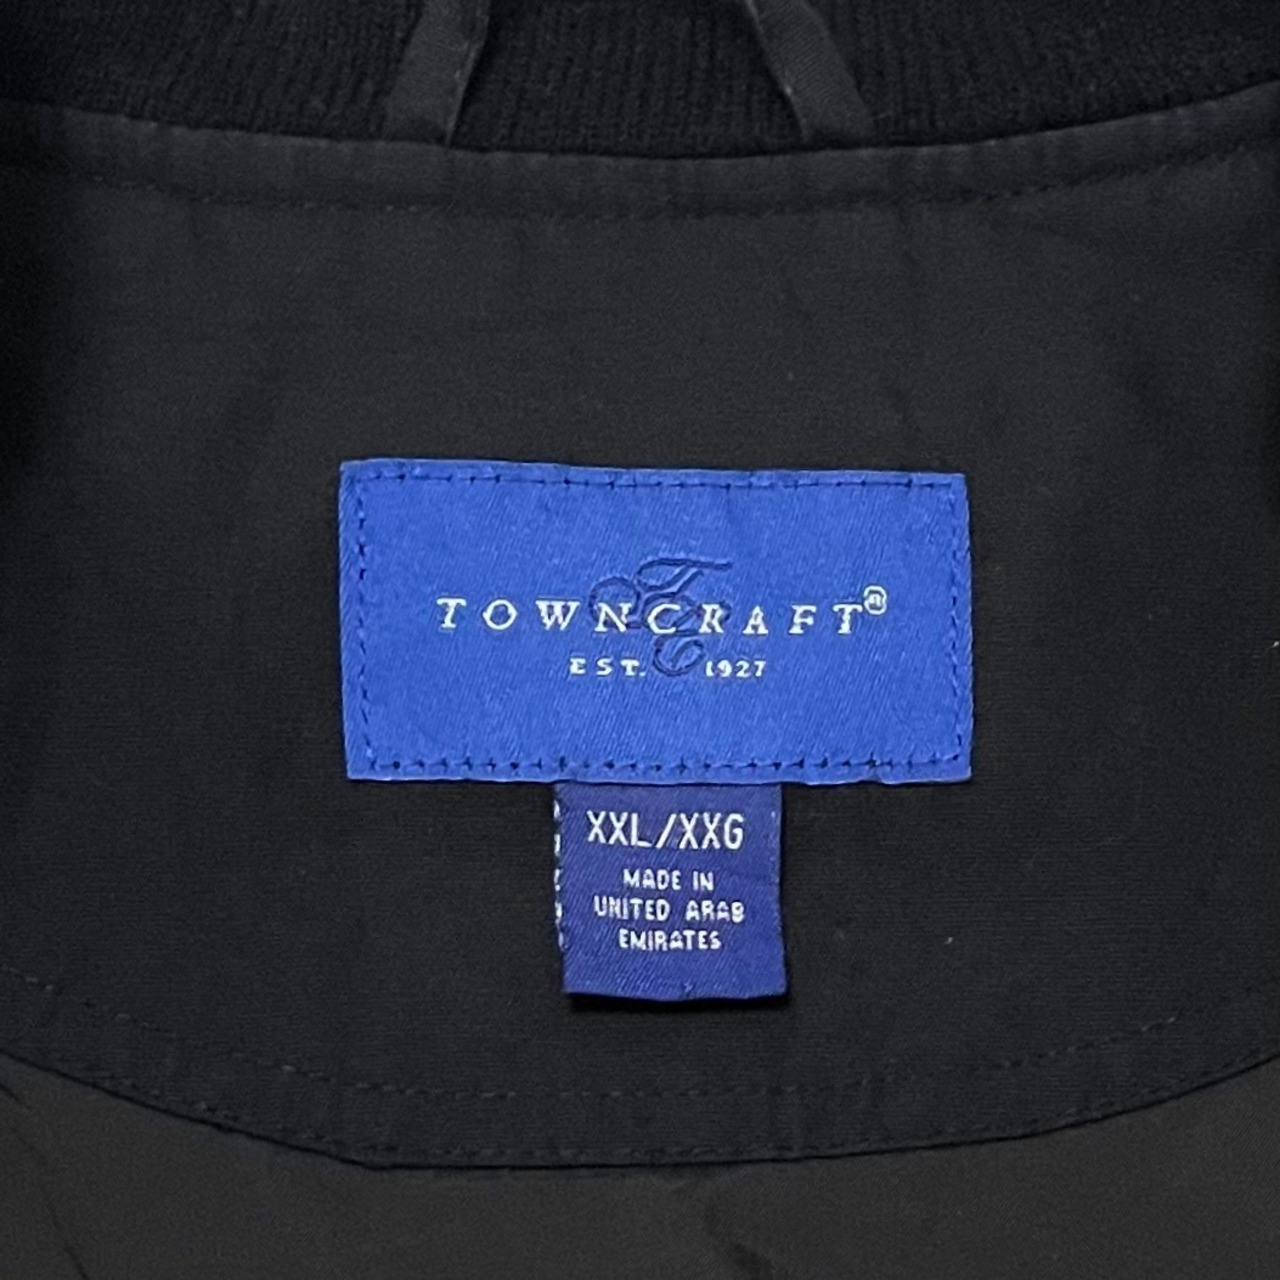 TOWNCRAFT®
EST. 1927
XXL/XXG
MADE IN
UNITED ARAB
EMIRATES